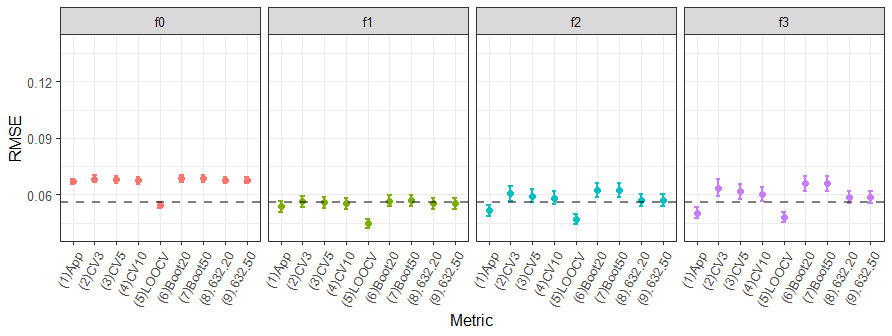 f0 f1 f2 f3
RMSE
0.12
0.09
0.06
(1)App (2)CV3 (3)CV5 (4)CV10 (5)LOOCV (6)Boot20 (7)Boot50 (8).632.20 (9).632.50
(1)App (2)CV3 (3)CV5 (4)CV10 (5)LOOCV (6)Boot20 (7)Boot50 (8).632.20 (9).632.50
(1)App (2)CV3 (3)CV5 (4)CV10 (5)LOOCV (6)Boot20 (7)Boot50 (8).632.20 (9).632.50
(1)App (2)CV3 (3)CV5 (4)CV10 (5)LOOCV (6)Boot20 (7)Boot50 (8).632.20 (9).632.50
Metric